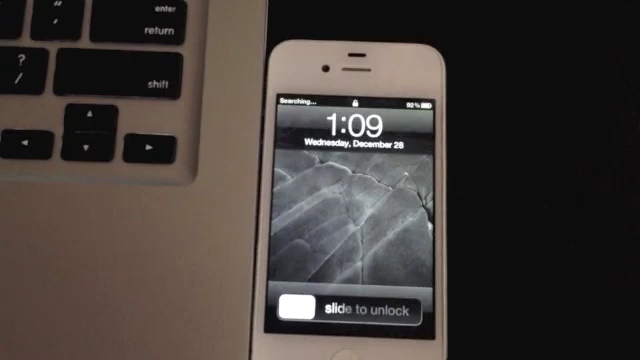 enter
return
?
/
shift
Searching...
92%
1:09
Wednesday, December 28
slide to unlock